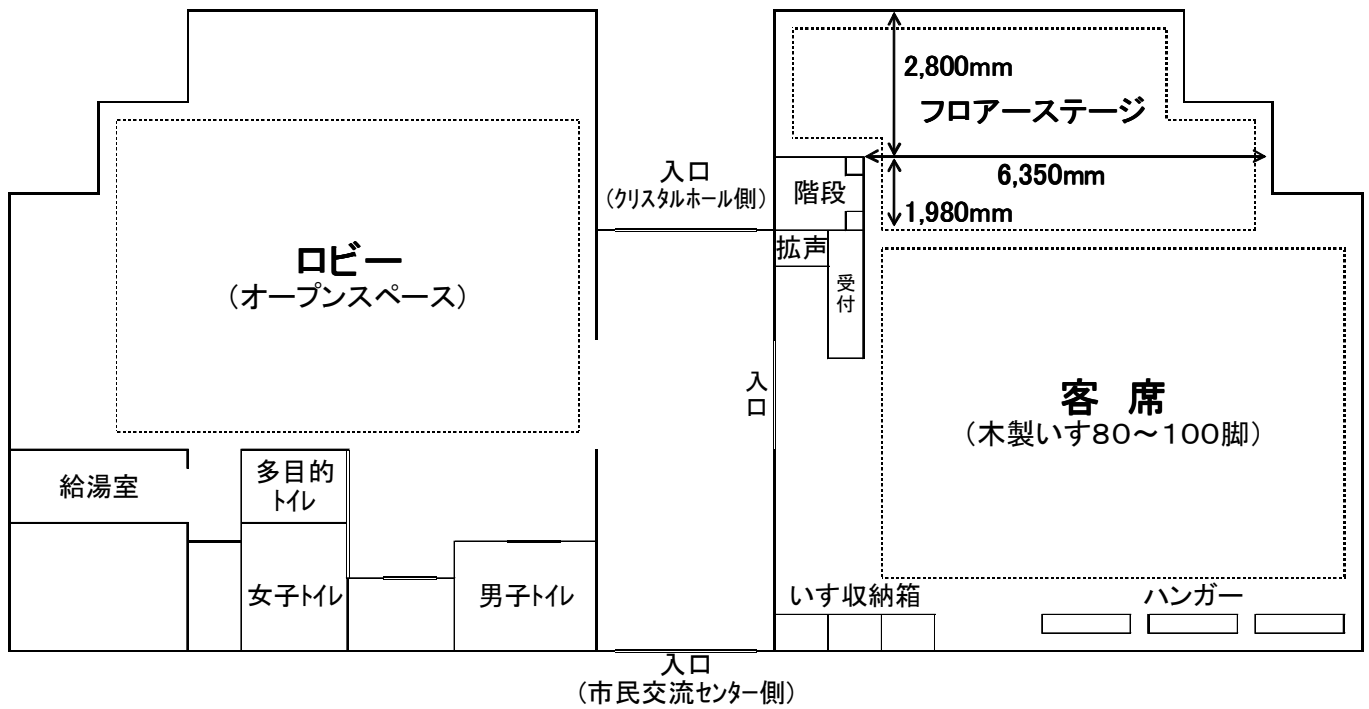 ロビー
（オープンスペース）
給湯室
多目的
トイレ
女子トイレ
男子トイレ
入口
（クリスタルホール側）
入口
（市民交流センター側）
入
口
階段
拡声
受
付
2,800mm
フロアーステージ
6,350mm
1,980mm
客 席
（木製いす８０～１００脚）
いす収納箱
ハンガー